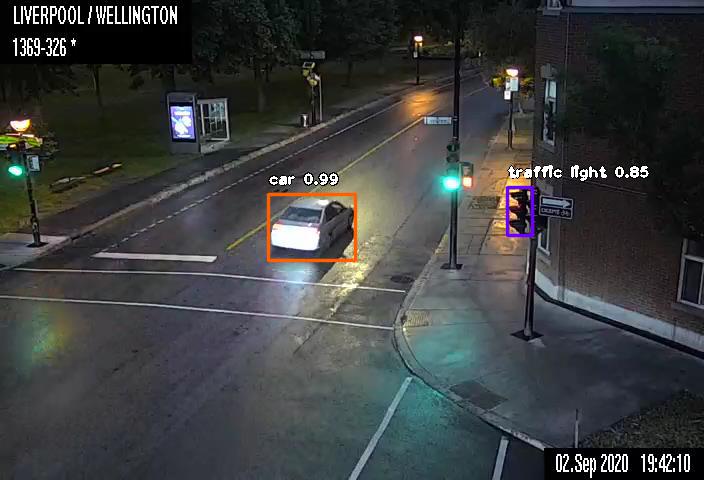 LIVERPOOL / WELLINGTON
1369-326 *
car 0.99
traffic light 0.85
02.Sep 2020 19:42:10